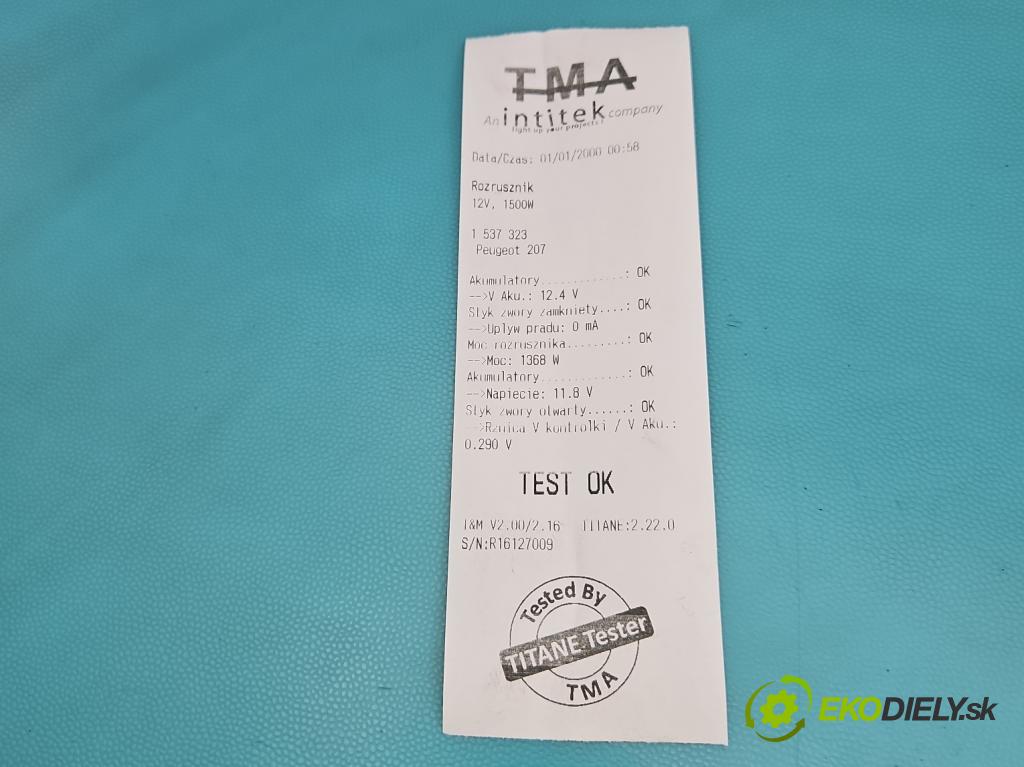 TMA
An intitek company
light up your projects!
Data/Czas: 01/01/2000 00:58
Rozrusznik
12V, 1500W
1 537 323
Peugeot 207
Akumulatory.............: OK
-->V Aku.: 12.4 V
Styk zwory zamkniety....: OK
-->Uplyw pradu: 0 mA
Moc rozrusznika.........: OK
-->Moc: 1368 W
Akumulatory.............: OK
-->Napiecie: 11.8 V
Styk zwory otwarty......: OK
-->Rznica V kontrolki / V Aku.:
0.290 V
TEST OK
T&M V2.00/2.16 TITANE:2.22.0
S/N:R16127009
Tested By
TITANE Tester
TMA
EKODIELY.sk